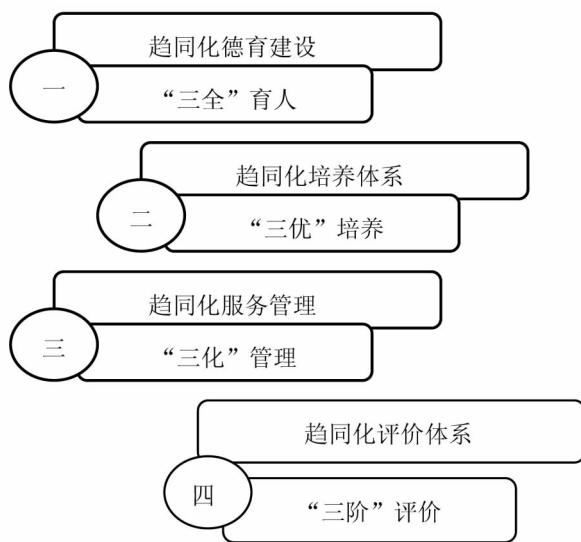 趋同化德育建设
一
“三全”育人
趋同化培养体系
二
“三优”培养
趋同化服务管理
三
“三化”管理
趋同化评价体系
四
“三阶”评价